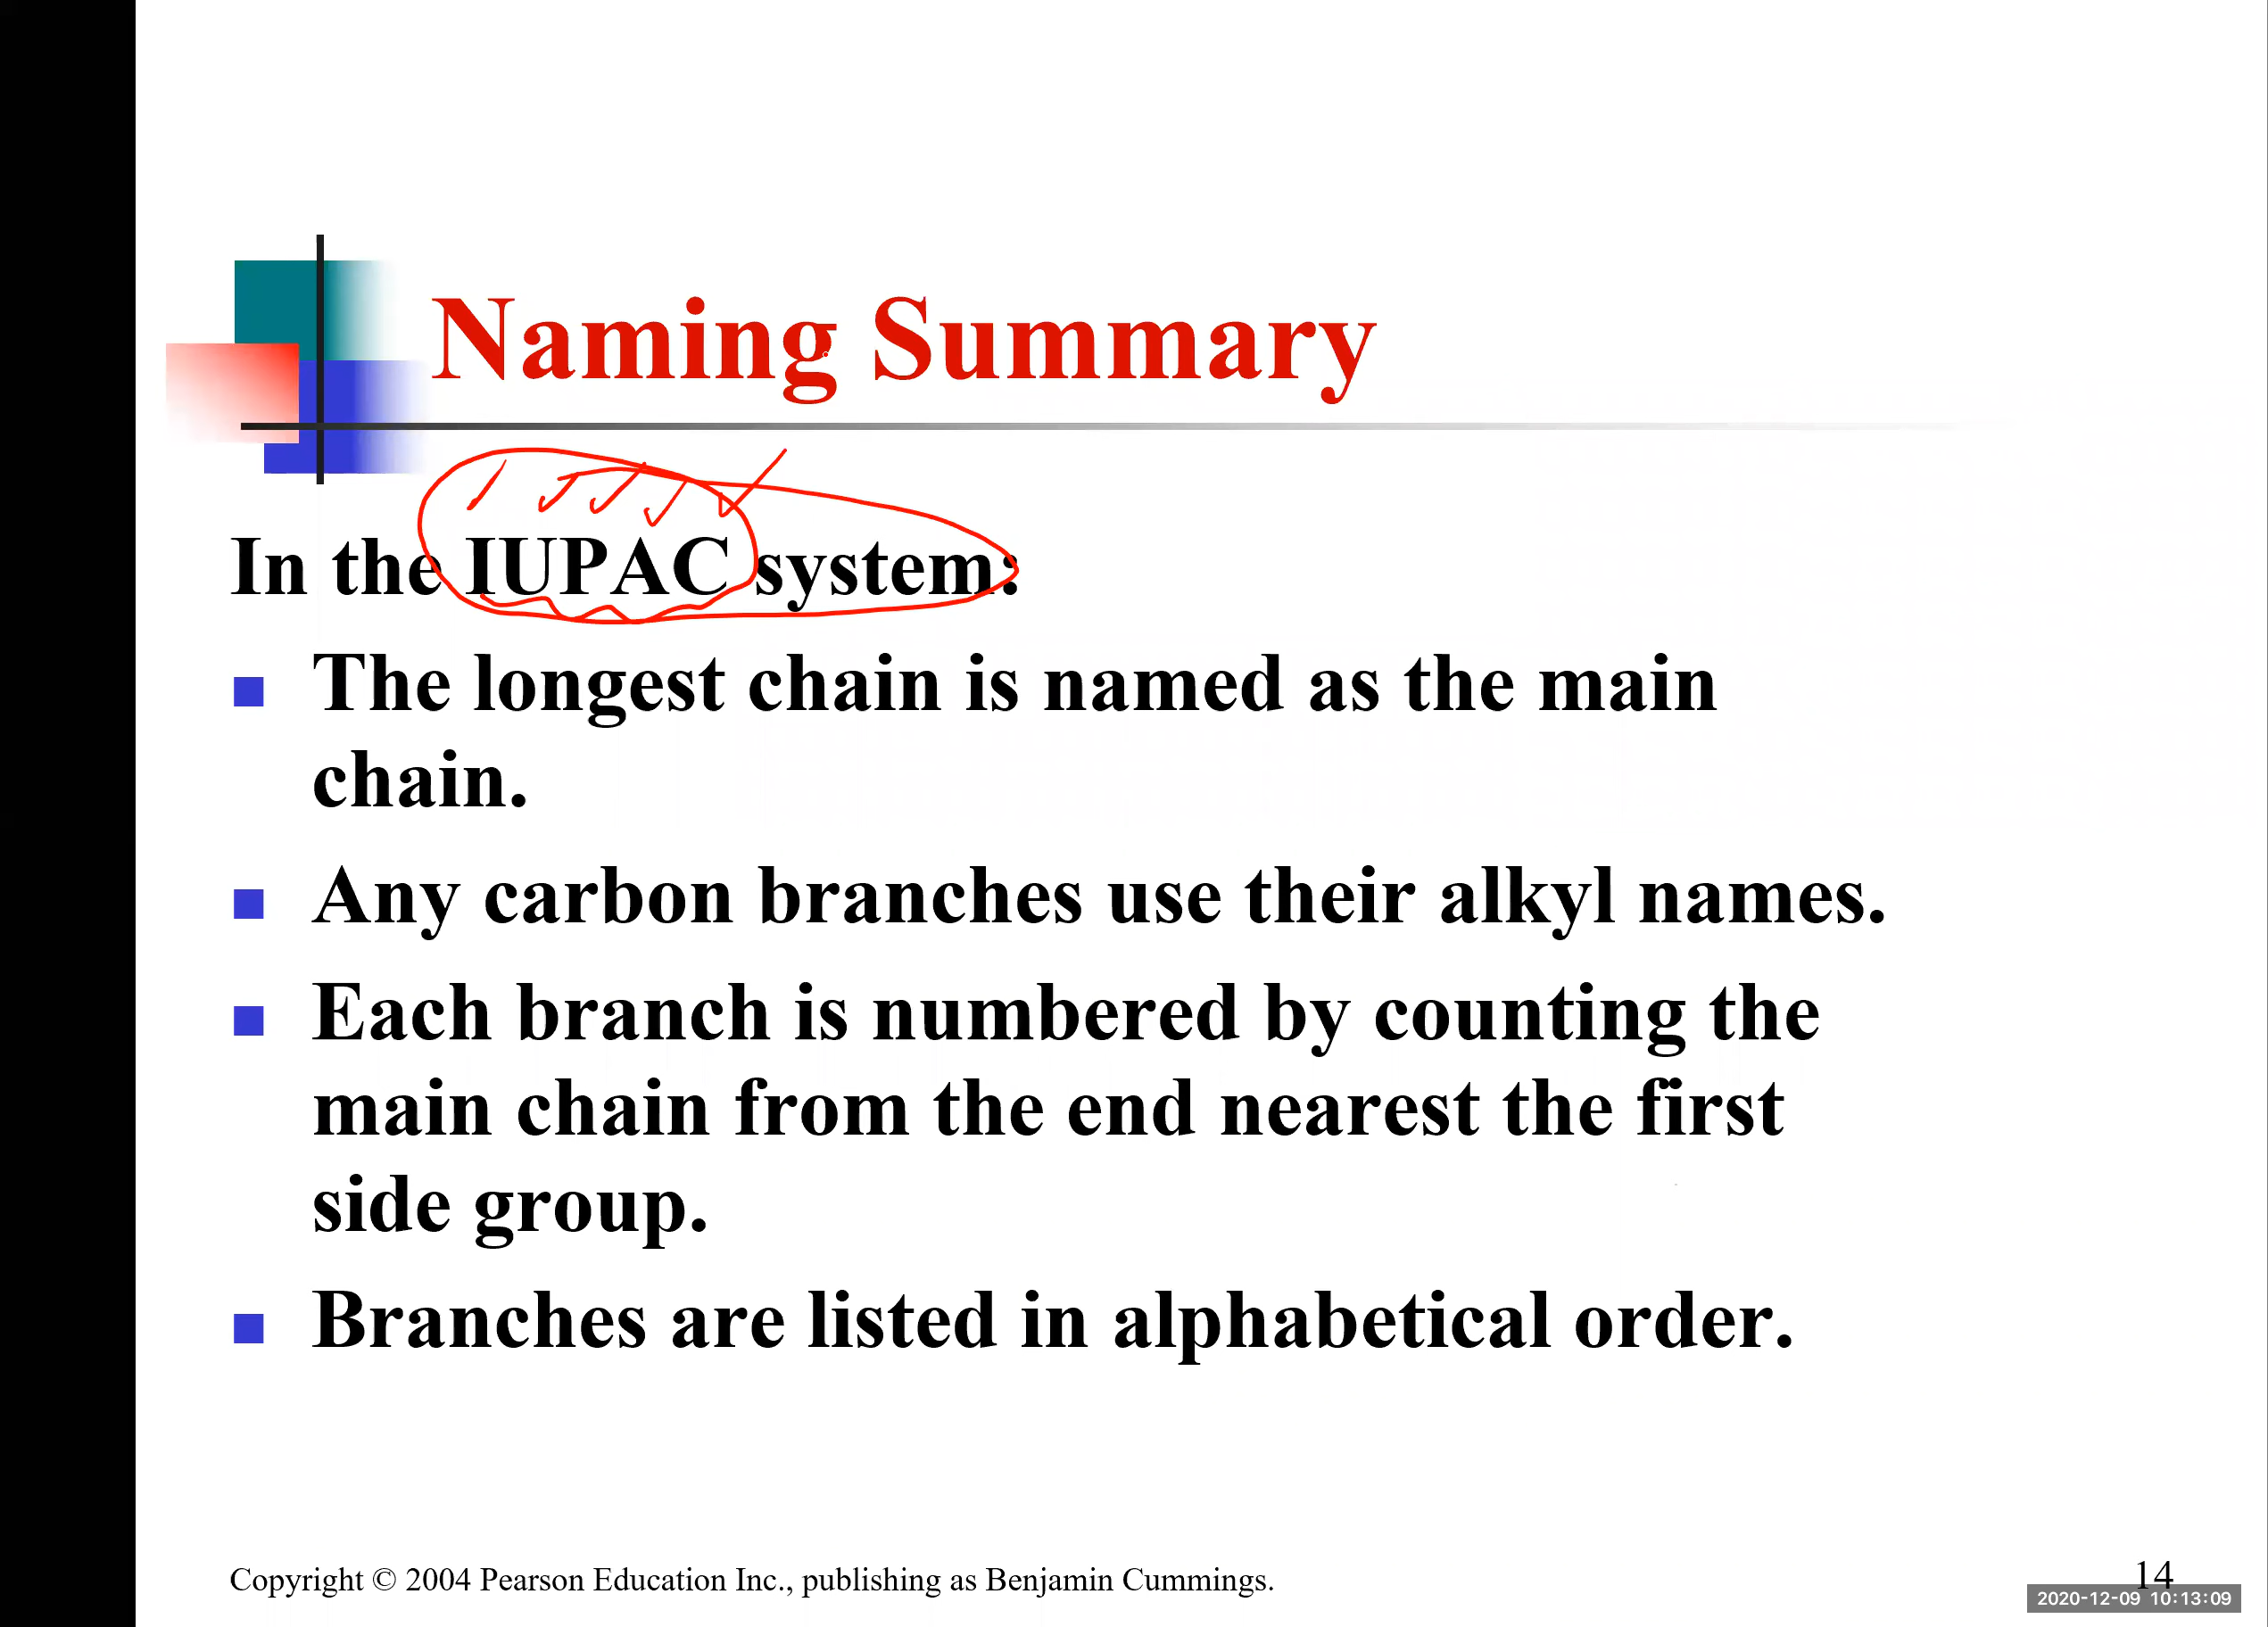 Naming Summary
In the IUPAC system:
The longest chain is named as the main
chain.
Any carbon branches use their alkyl names.
Each branch is numbered by counting the
main chain from the end nearest the first
side group.
Branches are listed in alphabetical order.
Copyright © 2004 Pearson Education Inc., publishing as Benjamin Cummings.
14
2020-12-09 10:13:09